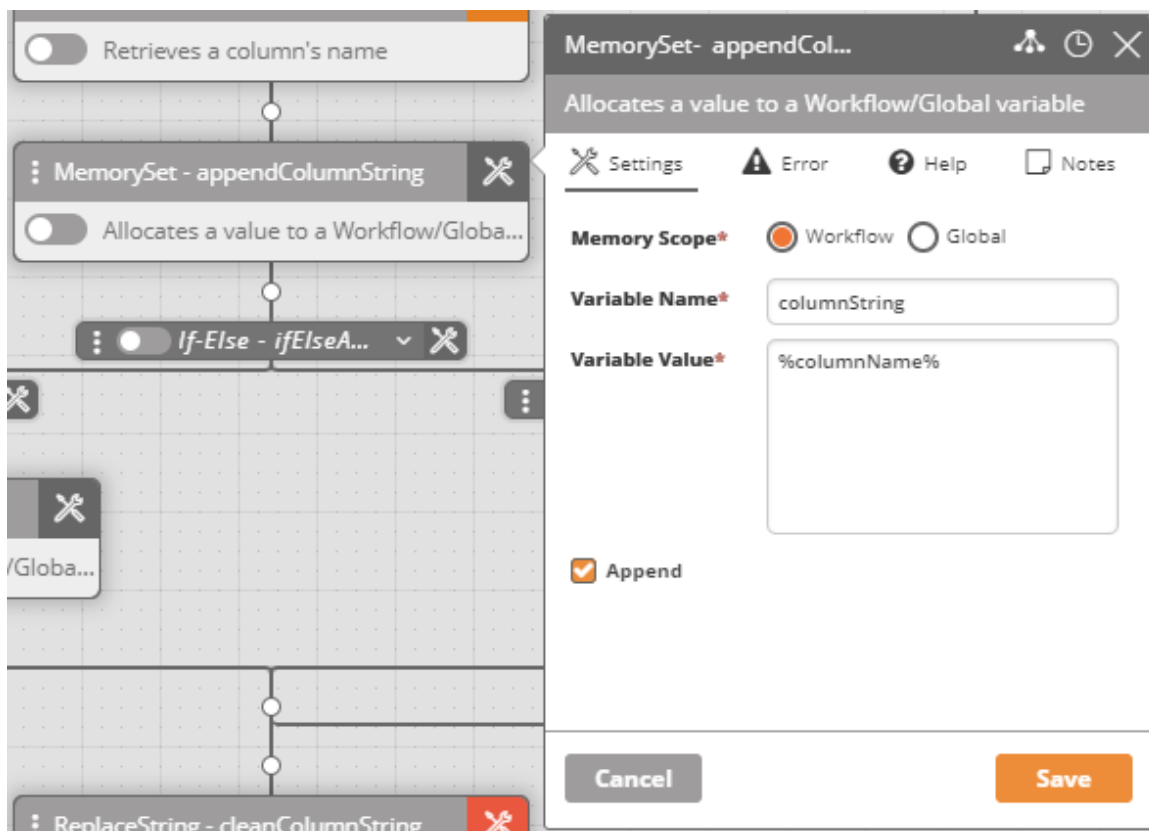 Retrieves a column's name
MemorySet - appendColumnString
Allocates a value to a Workflow/Globa...
If-Else - ifElseA...
/Globa...
ReplaceString - cleanColumnString
MemorySet- appendCol...
Allocates a value to a Workflow/Global variable
Settings Error Help Notes
Memory Scope* Workflow Global
Variable Name* columnString
Variable Value* %columnName%
Append
Cancel Save